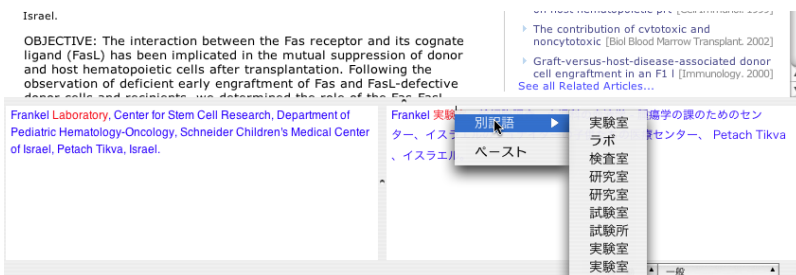 Israel.
OBJECTIVE: The interaction between the Fas receptor and its cognate
ligand (FasL) has been implicated in the mutual suppression of donor
and host hematopoietic cells after transplantation. Following the
observation of deficient early engraftment of Fas and FasL-defective
The contribution of cvtotoxic and
noncytotoxic [Biol Blood Marrow Transplant. 2002]
Graft-versus-host-disease-associated donor
cell engraftment in an F1 l [Immunology. 2000]
See all Related Articles...
Frankel Laboratory, Center for Stem Cell Research, Department of
Pediatric Hematology-Oncology, Schneider Children's Medical Center
of Israel, Petach Tikva, Israel.
Frankel 実験
瘍学の課のためのセン
ター、イスラ
療センター、 Petach Tikva
、イスラエル
別訳語
ペースト
実験室
ラボ
検査室
研究室
研究室
試験室
試験所
実験室
実験室
一般